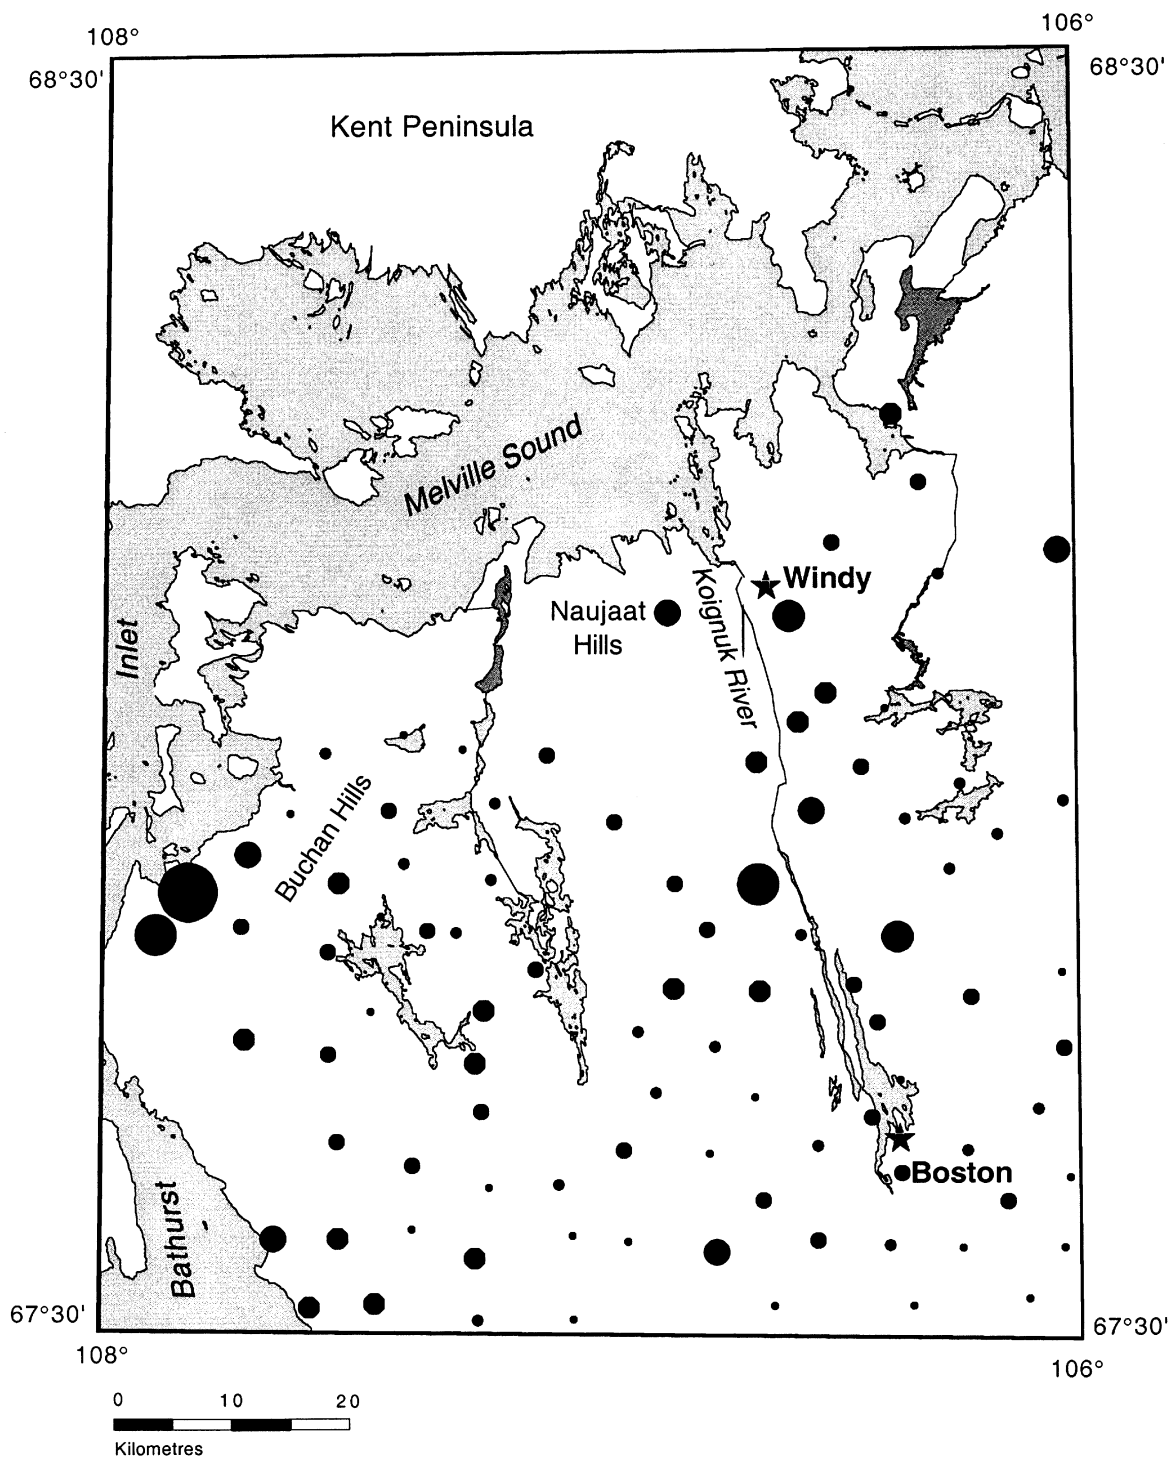 108°
106°
68°30'
68°30'
Kent Peninsula
Melville Sound
Windy
Naujaat
Hills
Koignuk River
Inlet
Buchan Hills
Boston
Bathurst
67°30'
67°30'
108°
106°
0 10 20
Kilometres